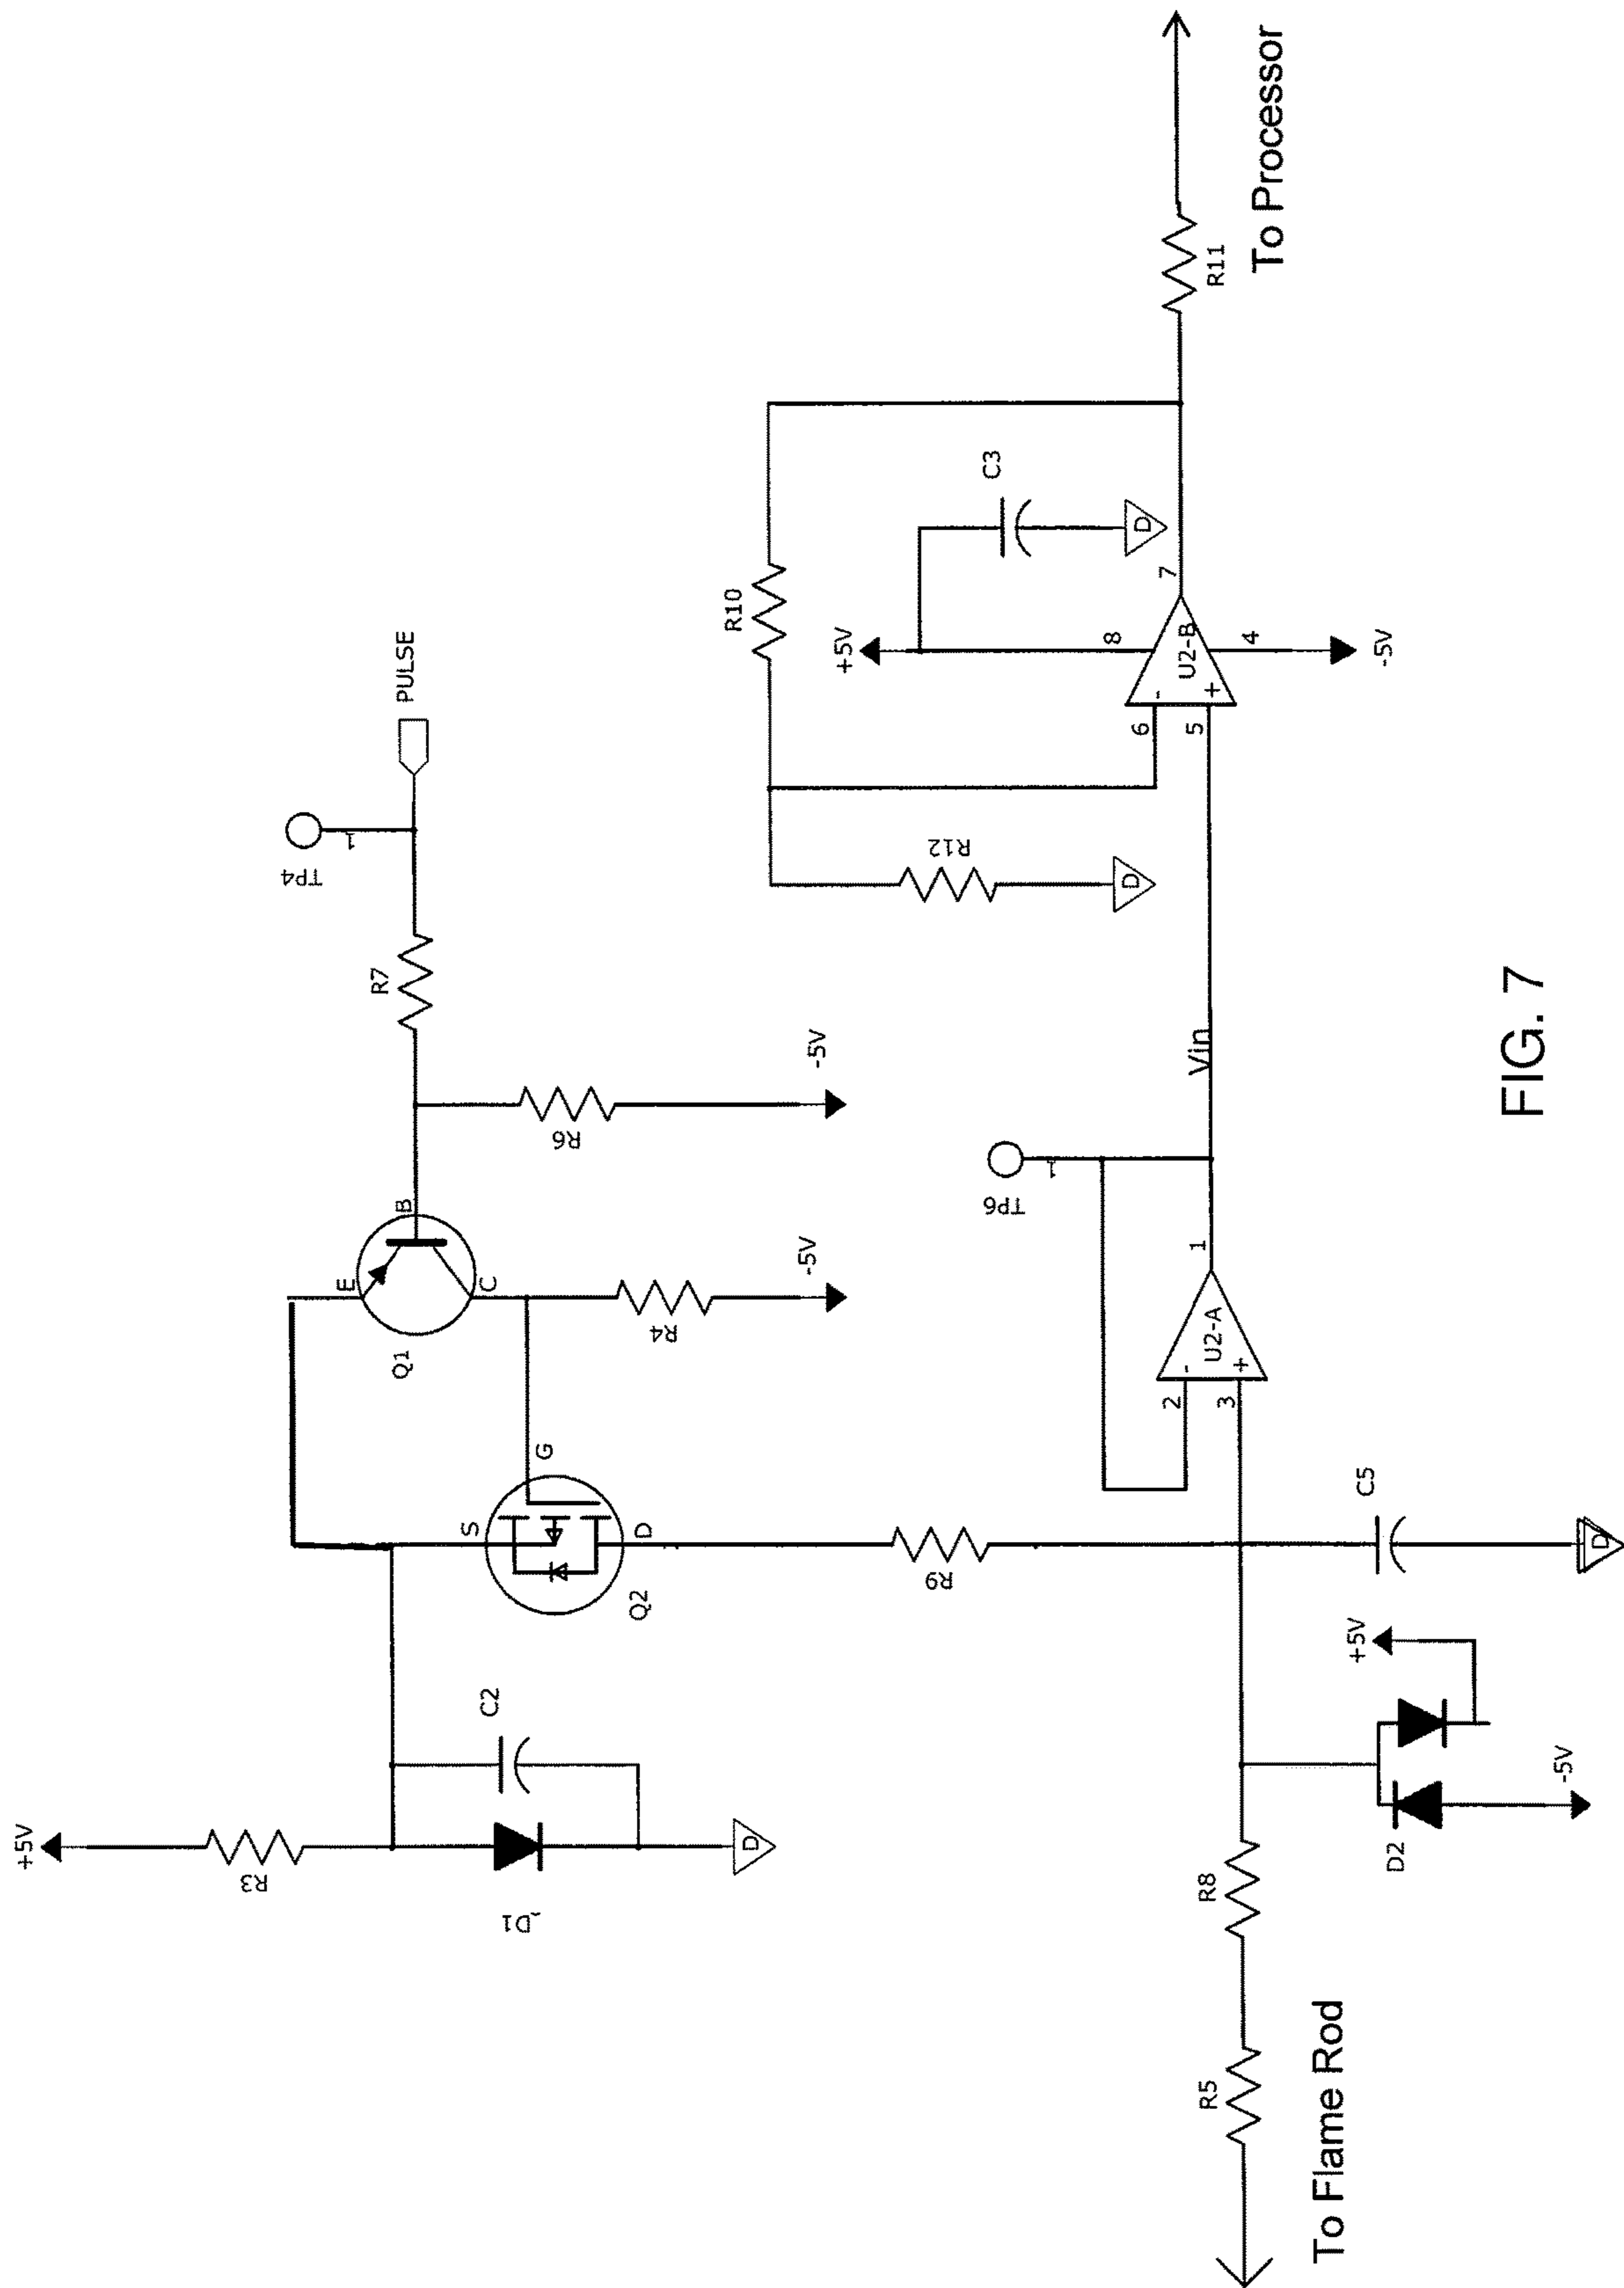 +5V
R3
D1
C2
Q1
E
B
C
R7
TP4
1
PULSE
S
G
D
Q2
R4
-5V
R6
-5V
D
R9
R10
R12
D
+5V
C3
D
8
6
-
5
+
U2-B
7
4
-5V
TP6
1
2
-
3
+
U2-A
1
Vin
R5
R8
R11
To Flame Rod
To Processor
D2
-5V
+5V
C5
D
FIG. 7